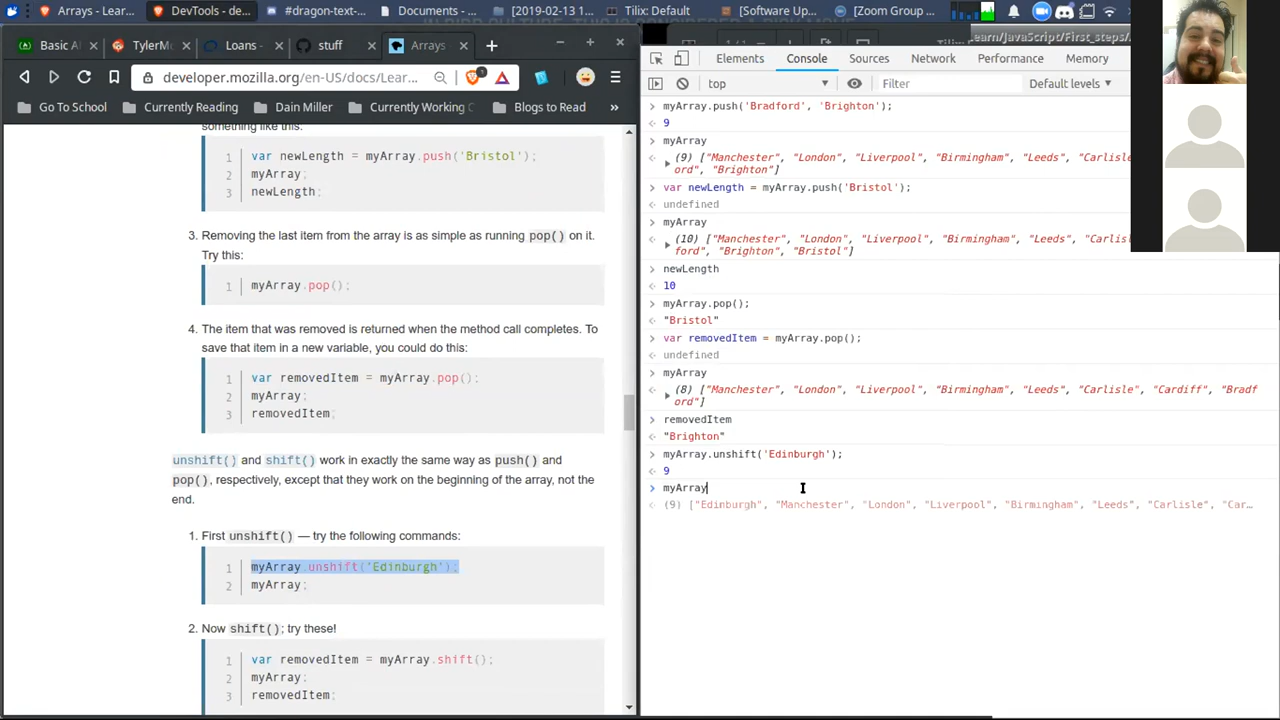 Arrays - Lear...
DevTools - de...
#dragon-text-...
Documents - ...
[2019-02-13 1...
Tilix: Default
[Software Up...
[Zoom Group ...
Basic Al
TylerMc
Loans -
stuff
Arrays
developer.mozilla.org/en-US/docs/Lear...
1
Go To School
Currently Reading
Dain Miller
Currently Working
Blogs to Read
»
something like this:
1 var newLength = myArray.push('Bristol');
2 myArray;
3 newLength;
3. Removing the last item from the array is as simple as running pop() on it.
Try this:
1 myArray.pop();
4. The item that was removed is returned when the method call completes. To
save that item in a new variable, you could do this:
1 var removedItem = myArray.pop();
2 myArray;
3 removedItem;
unshift() and shift() work in exactly the same way as push() and
pop(), respectively, except that they work on the beginning of the array, not the
end.
1. First unshift() — try the following commands:
1 myArray.unshift('Edinburgh');
2 myArray;
2. Now shift(); try these!
1 var removedItem = myArray.shift();
2 myArray;
3 removedItem;
Learn/JavaScript/First_steps/
Elements
Console
Sources
Network
Performance
Memory
top
Filter
Default levels
myArray.push('Bradford', 'Brighton');
9
myArray
(9) ["Manchester", "London", "Liverpool", "Birmingham", "Leeds", "Carlisle
ord", "Brighton"]
var newLength = myArray.push('Bristol');
undefined
myArray
(10) ["Manchester", "London", "Liverpool", "Birmingham", "Leeds", "Carlisl
ford", "Brighton", "Bristol"]
newLength
10
myArray.pop();
"Bristol"
var removedItem = myArray.pop();
undefined
myArray
(8) ["Manchester", "London", "Liverpool", "Birmingham", "Leeds", "Carlisle", "Cardiff", "Bradf
ord"]
removedItem
"Brighton"
myArray.unshift('Edinburgh');
9
myArray
(9) ["Edinburgh", "Manchester", "London", "Liverpool", "Birmingham", "Leeds", "Carlisle", "Car...